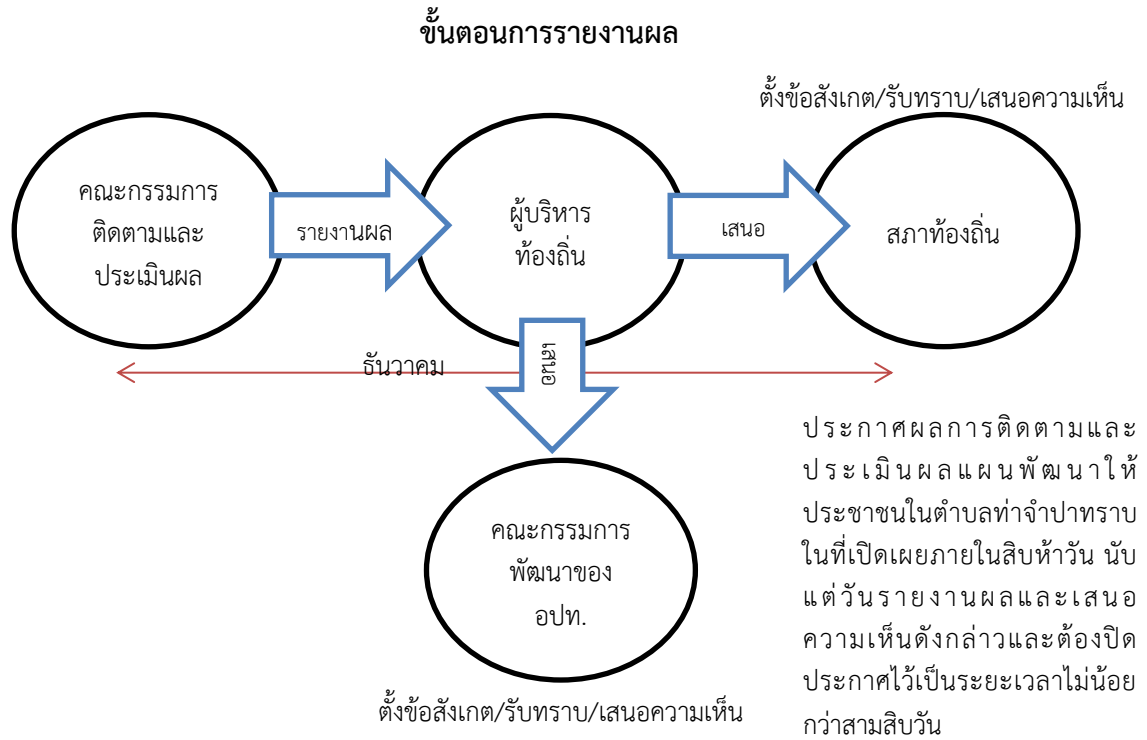 ขั้นตอนการรายงานผล
ตั้งข้อสังเกต/รับทราบ/เสนอความเห็น
คณะกรรมการ
ติดตามและ
ประเมินผล
รายงานผล
ผู้บริหาร
ท้องถิ่น
เสนอ
สภาท้องถิ่น
เสนอ
ธันวาคม
คณะกรรมการ
พัฒนาของ
อปท.
ตั้งข้อสังเกต/รับทราบ/เสนอความเห็น
ประกาศผลการติดตามและ
ประเมินผลแผนพัฒนาให้
ประชาชนในตำบลท่าจำปาทราบ
ในที่เปิดเผยภายในสิบห้าวัน นับ
แต่วันรายงานผลและเสนอ
ความเห็นดังกล่าวและต้องปิด
ประกาศไว้เป็นระยะเวลาไม่น้อย
กว่าสามสิบวัน